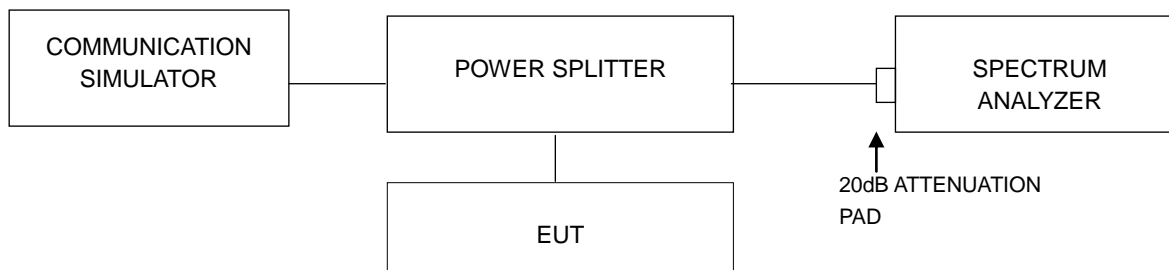 COMMUNICATION
SIMULATOR
POWER SPLITTER
SPECTRUM
ANALYZER
20dB ATTENUATION
PAD
EUT